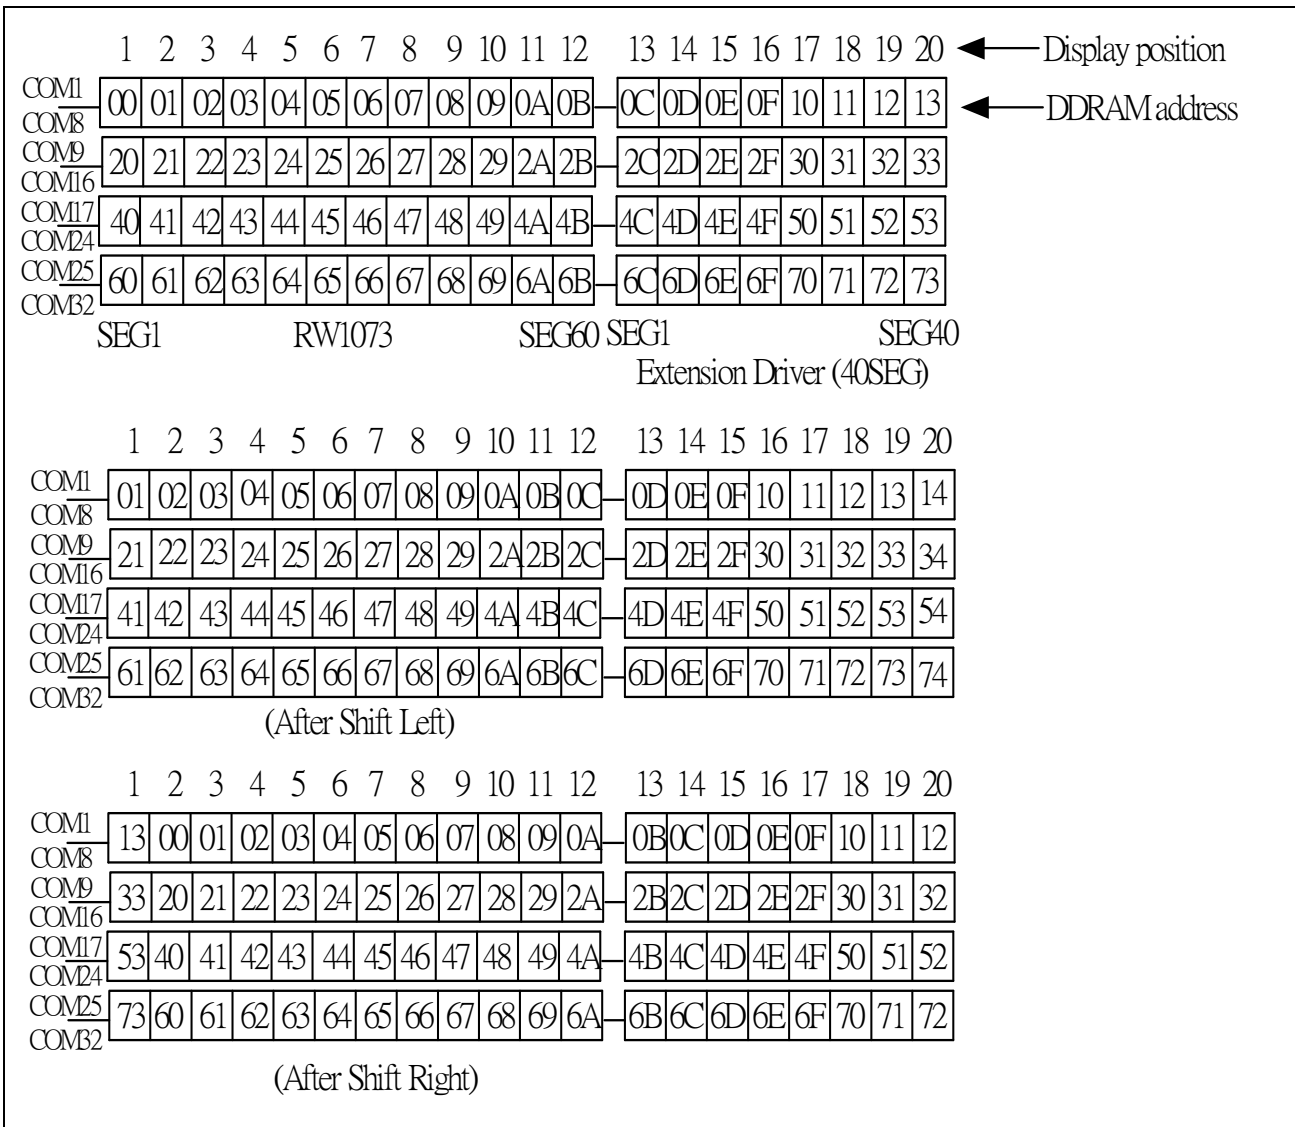 1 2 3 4 5 6 7 8 9 10 11 12 13 14 15 16 17 18 19 20 Display position
COM1
00 01 02 03 04 05 06 07 08 09 0A 0B 0C 0D 0E 0F 10 11 12 13 DDRAM address
COM8
COM9
20 21 22 23 24 25 26 27 28 29 2A 2B 2C 2D 2E 2F 30 31 32 33
COM16
COM17
40 41 42 43 44 45 46 47 48 49 4A 4B 4C 4D 4E 4F 50 51 52 53
COM24
COM25
60 61 62 63 64 65 66 67 68 69 6A 6B 6C 6D 6E 6F 70 71 72 73
COM32
SEG1 RW1073 SEG60 SEG1 SEG40
Extension Driver (40SEG)
1 2 3 4 5 6 7 8 9 10 11 12 13 14 15 16 17 18 19 20
COM1
01 02 03 04 05 06 07 08 09 0A 0B 0C 0D 0E 0F 10 11 12 13 14
COM8
COM9
21 22 23 24 25 26 27 28 29 2A 2B 2C 2D 2E 2F 30 31 32 33 34
COM16
COM17
41 42 43 44 45 46 47 48 49 4A 4B 4C 4D 4E 4F 50 51 52 53 54
COM24
COM25
61 62 63 64 65 66 67 68 69 6A 6B 6C 6D 6E 6F 70 71 72 73 74
COM32
(After Shift Left)
1 2 3 4 5 6 7 8 9 10 11 12 13 14 15 16 17 18 19 20
COM1
13 00 01 02 03 04 05 06 07 08 09 0A 0B 0C 0D 0E 0F 10 11 12
COM8
COM9
33 20 21 22 23 24 25 26 27 28 29 2A 2B 2C 2D 2E 2F 30 31 32
COM16
COM17
53 40 41 42 43 44 45 46 47 48 49 4A 4B 4C 4D 4E 4F 50 51 52
COM24
COM25
73 60 61 62 63 64 65 66 67 68 69 6A 6B 6C 6D 6E 6F 70 71 72
COM32
(After Shift Right)